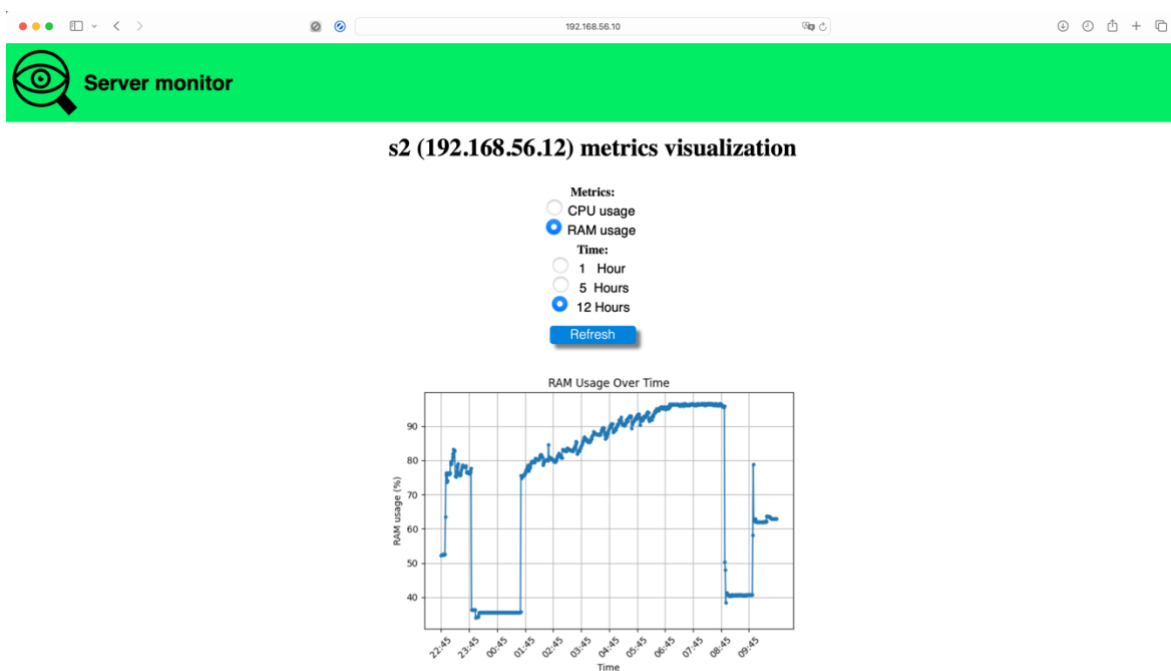 192.168.56.10
Server monitor
s2 (192.168.56.12) metrics visualization
Metrics:
CPU usage
RAM usage
Time:
1 Hour
5 Hours
12 Hours
Refresh
RAM Usage Over Time
RAM usage (%)
90
80
70
60
50
40
22:45
23:45
00:45
01:45
02:45
03:45
04:45
05:45
06:45
07:45
08:45
09:45
Time